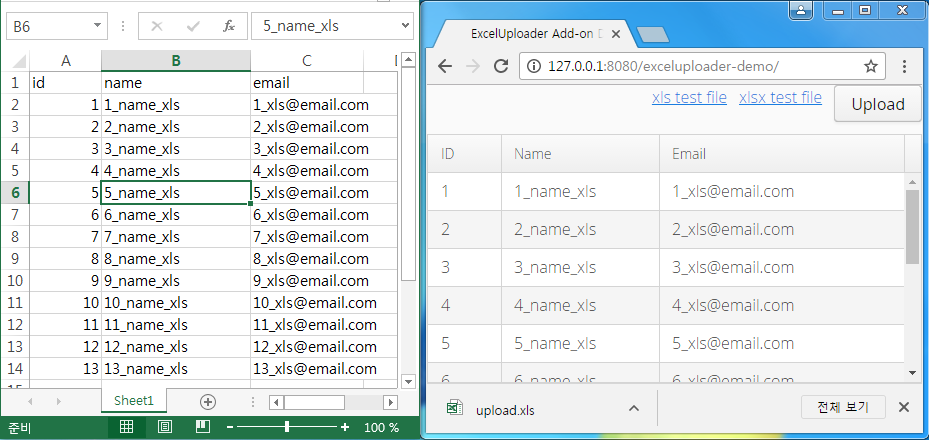 B6 fx 5_name_xls
A B C D
1 id name email
2 1 1_name_xls 1_xls@email.com
3 2 2_name_xls 2_xls@email.com
4 3 3_name_xls 3_xls@email.com
5 4 4_name_xls 4_xls@email.com
6 5 5_name_xls 5_xls@email.com
7 6 6_name_xls 6_xls@email.com
8 7 7_name_xls 7_xls@email.com
9 8 8_name_xls 8_xls@email.com
10 9 9_name_xls 9_xls@email.com
11 10 10_name_xls 10_xls@email.com
12 11 11_name_xls 11_xls@email.com
13 12 12_name_xls 12_xls@email.com
14 13 13_name_xls 13_xls@email.com
Sheet1
준비 100 %
ExcelUploader Add-on
127.0.0.1:8080/exceluploader-demo/
xls test file xlsx test file Upload
ID Name Email
1 1_name_xls 1_xls@email.com
2 2_name_xls 2_xls@email.com
3 3_name_xls 3_xls@email.com
4 4_name_xls 4_xls@email.com
5 5_name_xls 5_xls@email.com
6 6_name_xls 6_xls@email.com
upload.xls 전체 보기